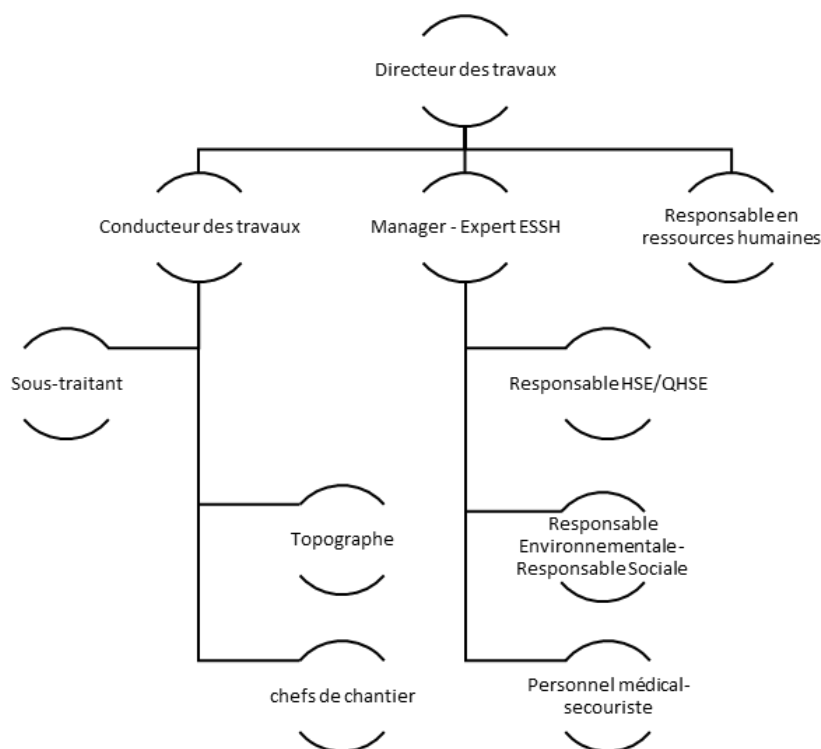 Directeur des travaux
Conducteur des travaux
Manager - Expert ESSH
Responsable en
ressources humaines
Sous-traitant
Responsable HSE/QHSE
Topographe
Responsable
Environnementale-
Responsable Sociale
chefs de chantier
Personnel médical-
secouriste